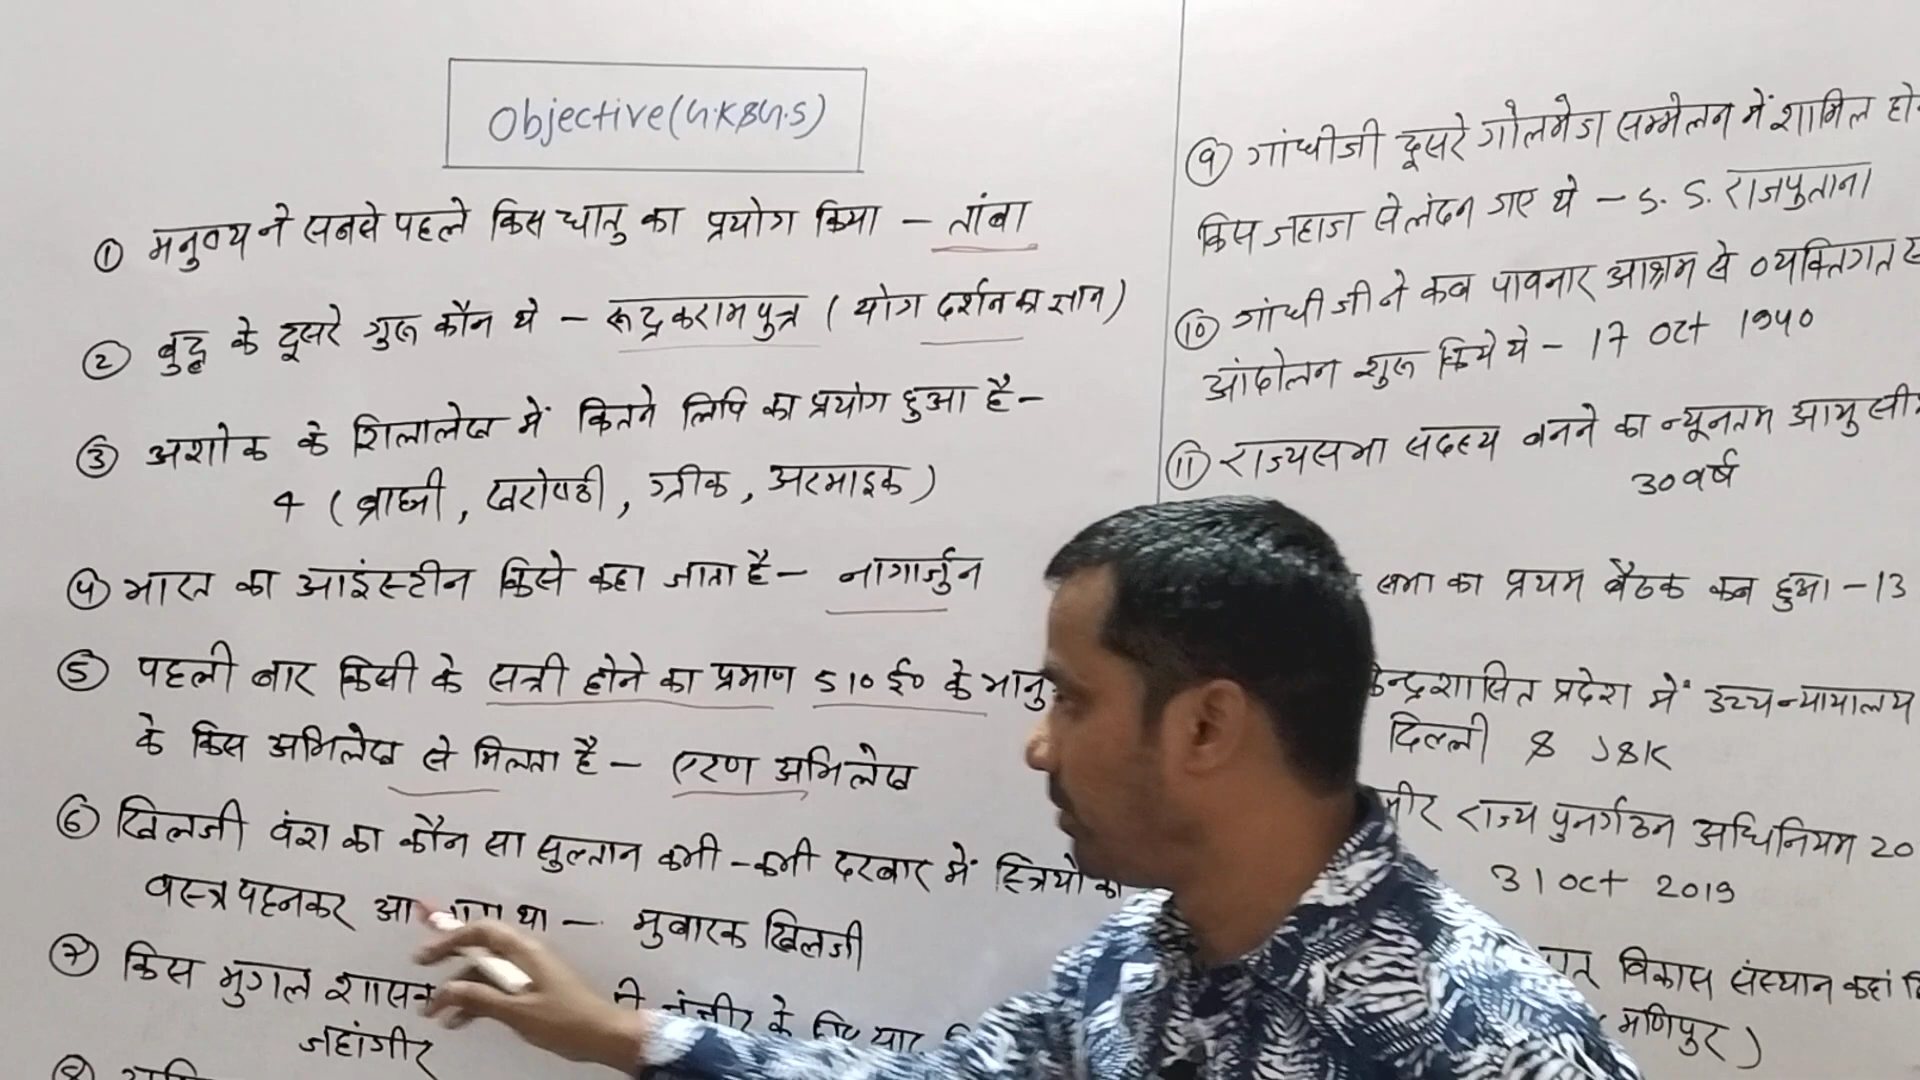 Objective (G.K & G.S)
① मनुष्य ने सबसे पहले किस धातु का प्रयोग किया – तांबा
② बुद्ध के दूसरे गुरू कौन थे – रूद्रकरामपुत्र ( योग दर्शन का ज्ञान )
③ अशोक के शिलालेख में कितने लिपि का प्रयोग हुआ है –
4 ( ब्राह्मी , खरोष्ठी , ग्रीक , अरमाइक )
④ भारत का आइंस्टीन किसे कहा जाता है – नागार्जुन
⑤ पहली बार किसी के सती होने का प्रमाण 510 ई० के भानु
के किस अभिलेख से मिलता है – एरण अभिलेख
⑥ खिलजी वंश का कौन सा सुल्तान कभी - कभी दरबार में स्त्रियो का
वस्त्र पहनकर आ था – मुबारक खिलजी
⑦ किस मुगल शासक जंजीर के लिए याद
जहांगीर
⑧
⑨ गांधीजी दूसरे गोलमेज सम्मेलन में शामिल हो
किस जहाज से लंदन गए थे – S. S. राजपुताना
⑩ गांधी जी ने कब पावनार आश्रम से व्यक्तिगत स
आंदोलन शुरू किये थे – 17 Oct 1940
⑪ राज्यसभा सदस्य बनने का न्यूनतम आयु सी
30 वर्ष
सभा का प्रथम बैठक कब हुआ – 13
केन्द्रशासित प्रदेश में उच्च न्यायालय
दिल्ली & J&K
मीर राज्य पुनर्गठन अधिनियम 20
31 Oct 2019
विकास संस्थान कहां
( मणिपुर )